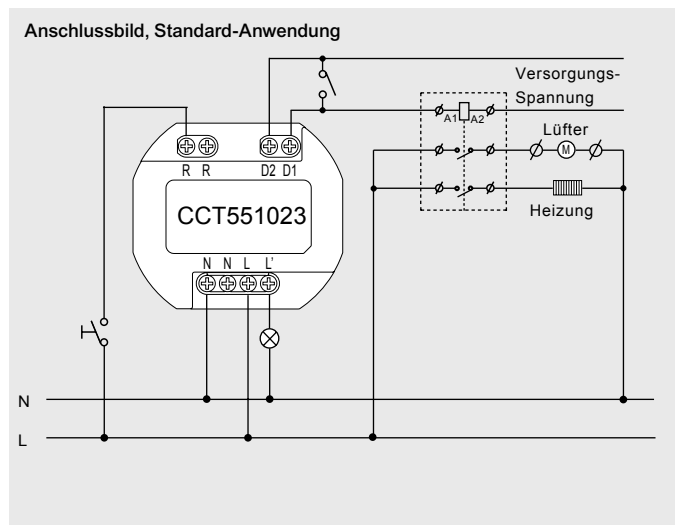 Anschlussbild, Standard-Anwendung
Versorgungs-
Spannung
A1 A2
Lüfter
M
R R D2 D1
Heizung
CCT551023
N N L L'
N
L